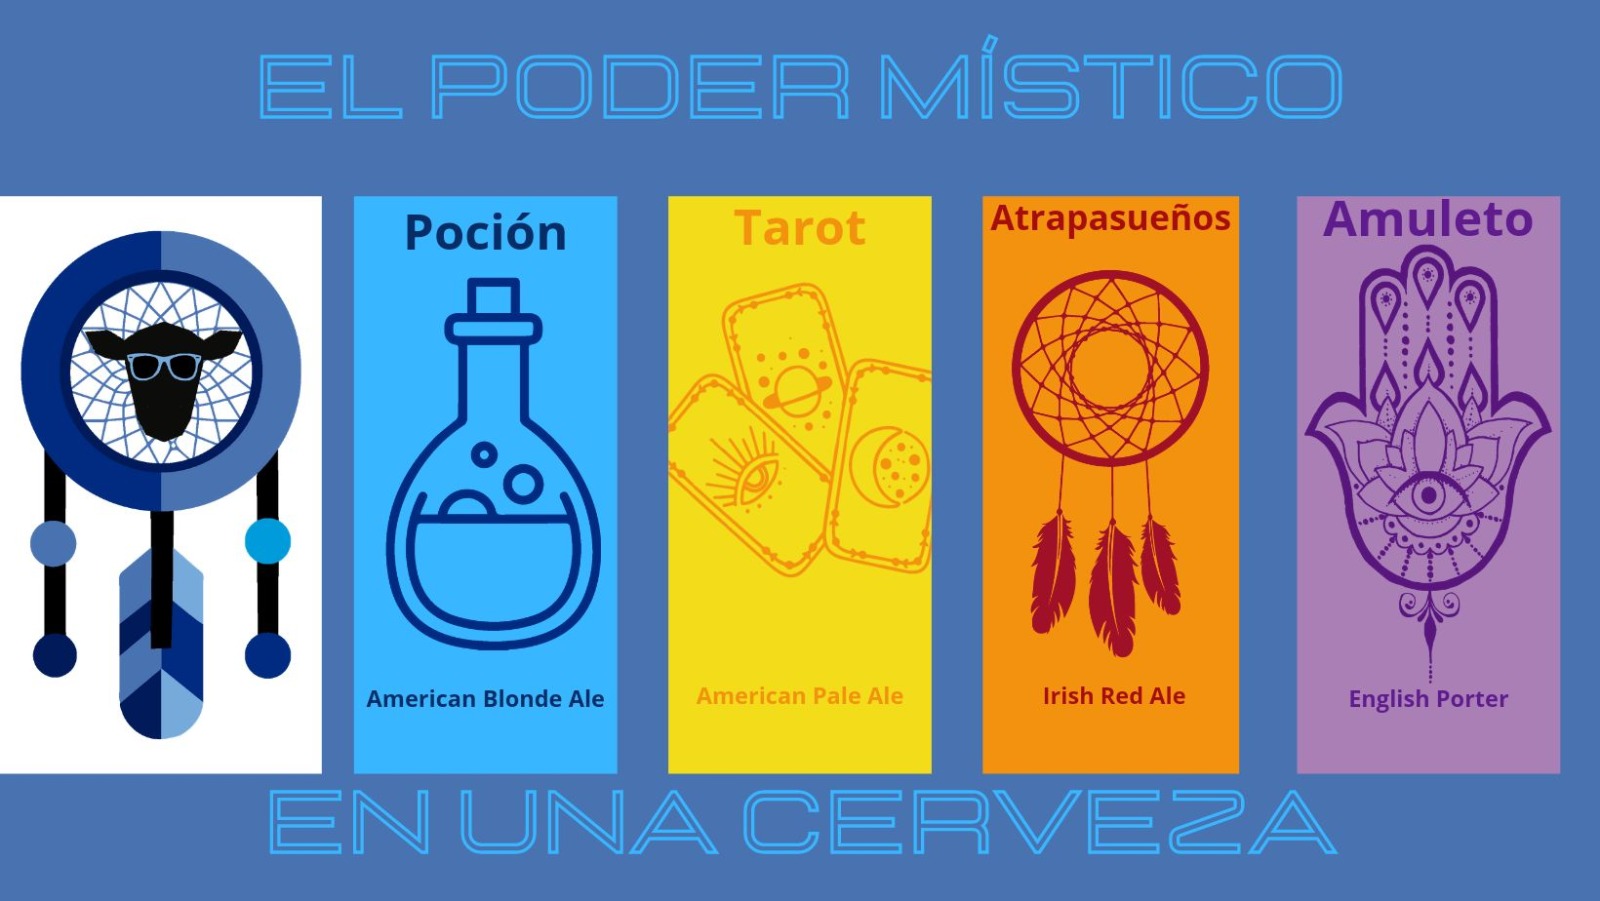 EL PODER MÍSTICO
Poción
American Blonde Ale
Tarot
American Pale Ale
Atrapasueños
Irish Red Ale
Amuleto
English Porter
EN UNA CERVEZA